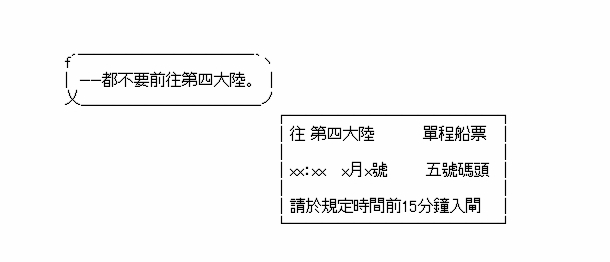 ——都不要前往第四大陸。
往 第四大陸 單程船票
xx:xx x月x號 五號碼頭
請於規定時間前15分鐘入閘